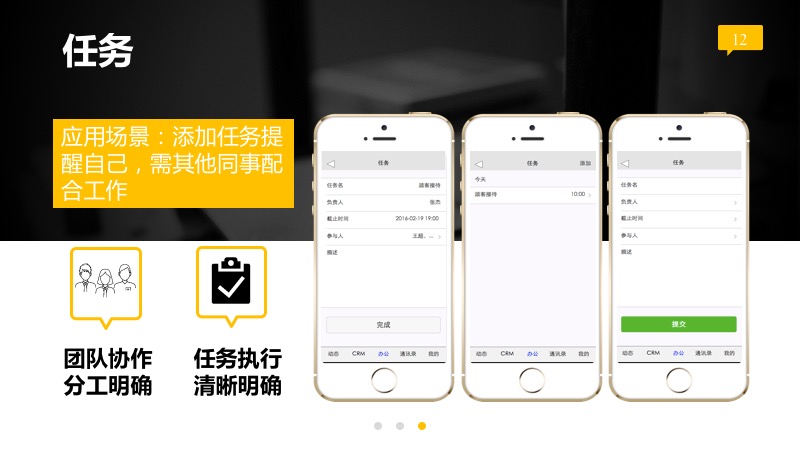 任务
12
应用场景：添加任务提
醒自己，需其他同事配
合工作
团队协作
分工明确
任务执行
清晰明确
任务
任务名 顾客接待
负责人 张杰
截止时间 2016-02-19 19:00
参与人 王超，...
描述
完成
动态 CRM 办公 通讯录 我的
任务 添加
今天
顾客接待 10:00
动态 CRM 办公 通讯录 我的
任务
任务名
负责人
截止时间
参与人
描述
提交
动态 CRM 办公 通讯录 我的